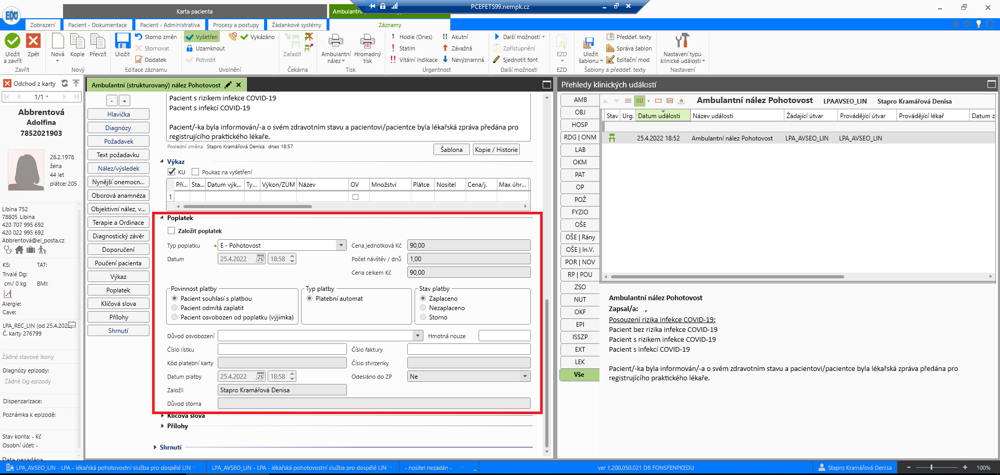 PCEFETS99.nempk.cz
Karta pacienta
Ambulantní
Zobrazení
Pacient - Dokumentace
Pacient - Administrativa
Procesy a postupy
Žádankové systémy
Záznamy
Uložit a zavřít
Zpět
Zavřít
Nová
Kopie
Převzít
Nový
Uložit
Storno změn
Stornovat
Dodatek
Editace záznamu
Vyšetřen
Vykázáno
Uzamknout
Potvrdit
Uvolnění
Zařadit
Čekárna
Ambulantní nález
Hromadný tisk
Tisk
Hodie (Dnes)
Akutní
Statim
Závažná
Vitální indikace
Nevýznamná
Urgentnost
Další možnosti
Zpřístupnění
Sjednotit font
Další možnosti
EZD
EZD
Uložit šablonu
Předdef. texty
Správa šablon
Editační mod
Šablony a předdef. texty
Nastavení typu klinické události
Nastavení
Odchod z karty
1/1
Abbrentová
Adolfina
7852021903
28.2.1978
žena
44 let
plátce: 205
Libina 752
78805 Libina
420 707 995 692
420 022 995 692
Abbrentová@el_posta.cz
KS: TAT:
Trvalé Dg:
cm/ 0 kg BMI:
Alergie:
Cave:
LPA_REC_LIN (od 25.4.2022)
Č. karty 276799
Žádné stavové ikony
Diagnózy epizody:
Žádné Dg epizody
Dispenzarizace:
Poznámka k epizodě:
Stav konta: - Kč
Osobní účet: -
Data nezadána
Ambulantní (strukturovaný) nález Pohotovost
- +
Hlavička
Diagnózy
Požadavek
Text požadavku
Nález/výsledek
Nynější onemocn...
Oborová anamnéza
Objektivní nález, v...
Terapie a Ordinace
Diagnostický závěr
Doporučení
Poučení pacienta
Výkaz
Poplatek
Klíčová slova
Přílohy
Shrnutí
Pacient s rizikem infekce COVID-19
Pacient s infekcí COVID-19
Pacient/-ka byla informován/-a o svém zdravotním stavu a pacientovi/pacientce byla lékařská zpráva předána pro
registrujícího praktického lékaře.
Poslední změna Stapro Kramářová Denisa dnes 18:57
Šablona
Kopie / Historie
Výkaz
KU
Poukaz na vyšetření
Pří... Sta... Datum výk... Ty... Výkon/ZUM Název OV Množství Plátce Nositel Cena/j. Max úhr...
1
Poplatek
Založit poplatek
Typ poplatku E - Pohotovost Cena jednotková Kč 90,00
Datum 25.4.2022 25 18:58 Počet návštěv / dnů 1,00
Cena celkem Kč 90,00
Povinnost platby
Pacient souhlasí s platbou
Pacient odmítá zaplatit
Pacient osvobozen od poplatku (výjimka)
Typ platby
Platební automat
Stav platby
Zaplaceno
Nezaplaceno
Storno
Důvod osvobození Hmotná nouze
Číslo lístku Číslo faktury
Kód platební karty Číslo stvrzenky
Datum platby 25.4.2022 25 18:58 Odesláno do ZP Ne
Založil Stapro Kramářová Denisa
Důvod storna
Klíčová slova
Přílohy
Shrnutí
Přehledy klinických událostí
AMB
OBJ
HOSP
RDG | ONM
LAB
OKM
PAT
OP
POŽ
FYZIO
OŠE
OŠE | Rány
OŠE | In.V.
POR | NOV
RP | POU
ZSO
NUT
OKF
EPI
ISSZP
EXT
LEK
Vše
Ambulantní nález Pohotovost LPAAVSEO_LIN Stapro Kramářová Denisa
Stav Urg. Datum události Název události Žádající útvar Provádějící útvar Provádějící lékař Datum z
25.4.2022 18:52 Ambulantní nález Pohotovost LPA_AVSEO_LIN LPA_AVSEO_LIN
Ambulantní nález Pohotovost
Zapsal/a: ,
Posouzení rizika infekce COVID-19:
Pacient bez rizika infekce COVID-19
Pacient s rizikem infekce COVID-19
Pacient s infekcí COVID-19
Pacient/-ka byla informován/-a o svém zdravotním stavu a pacientovi/pacientce byla lékařská zpráva předána pro
registrujícího praktického lékaře.
LPA_AVSEO_LIN - LPA - lékářská pohotovostní služba pro dospělé LIN
LPA_AVSEO_LIN - LPA - lékářská pohotovostní služba pro dospělé LIN
- nositel nezadán -
ver 1.200.050.021 DB FONSFENPKEDU
Stapro Kramářová Denisa
100%